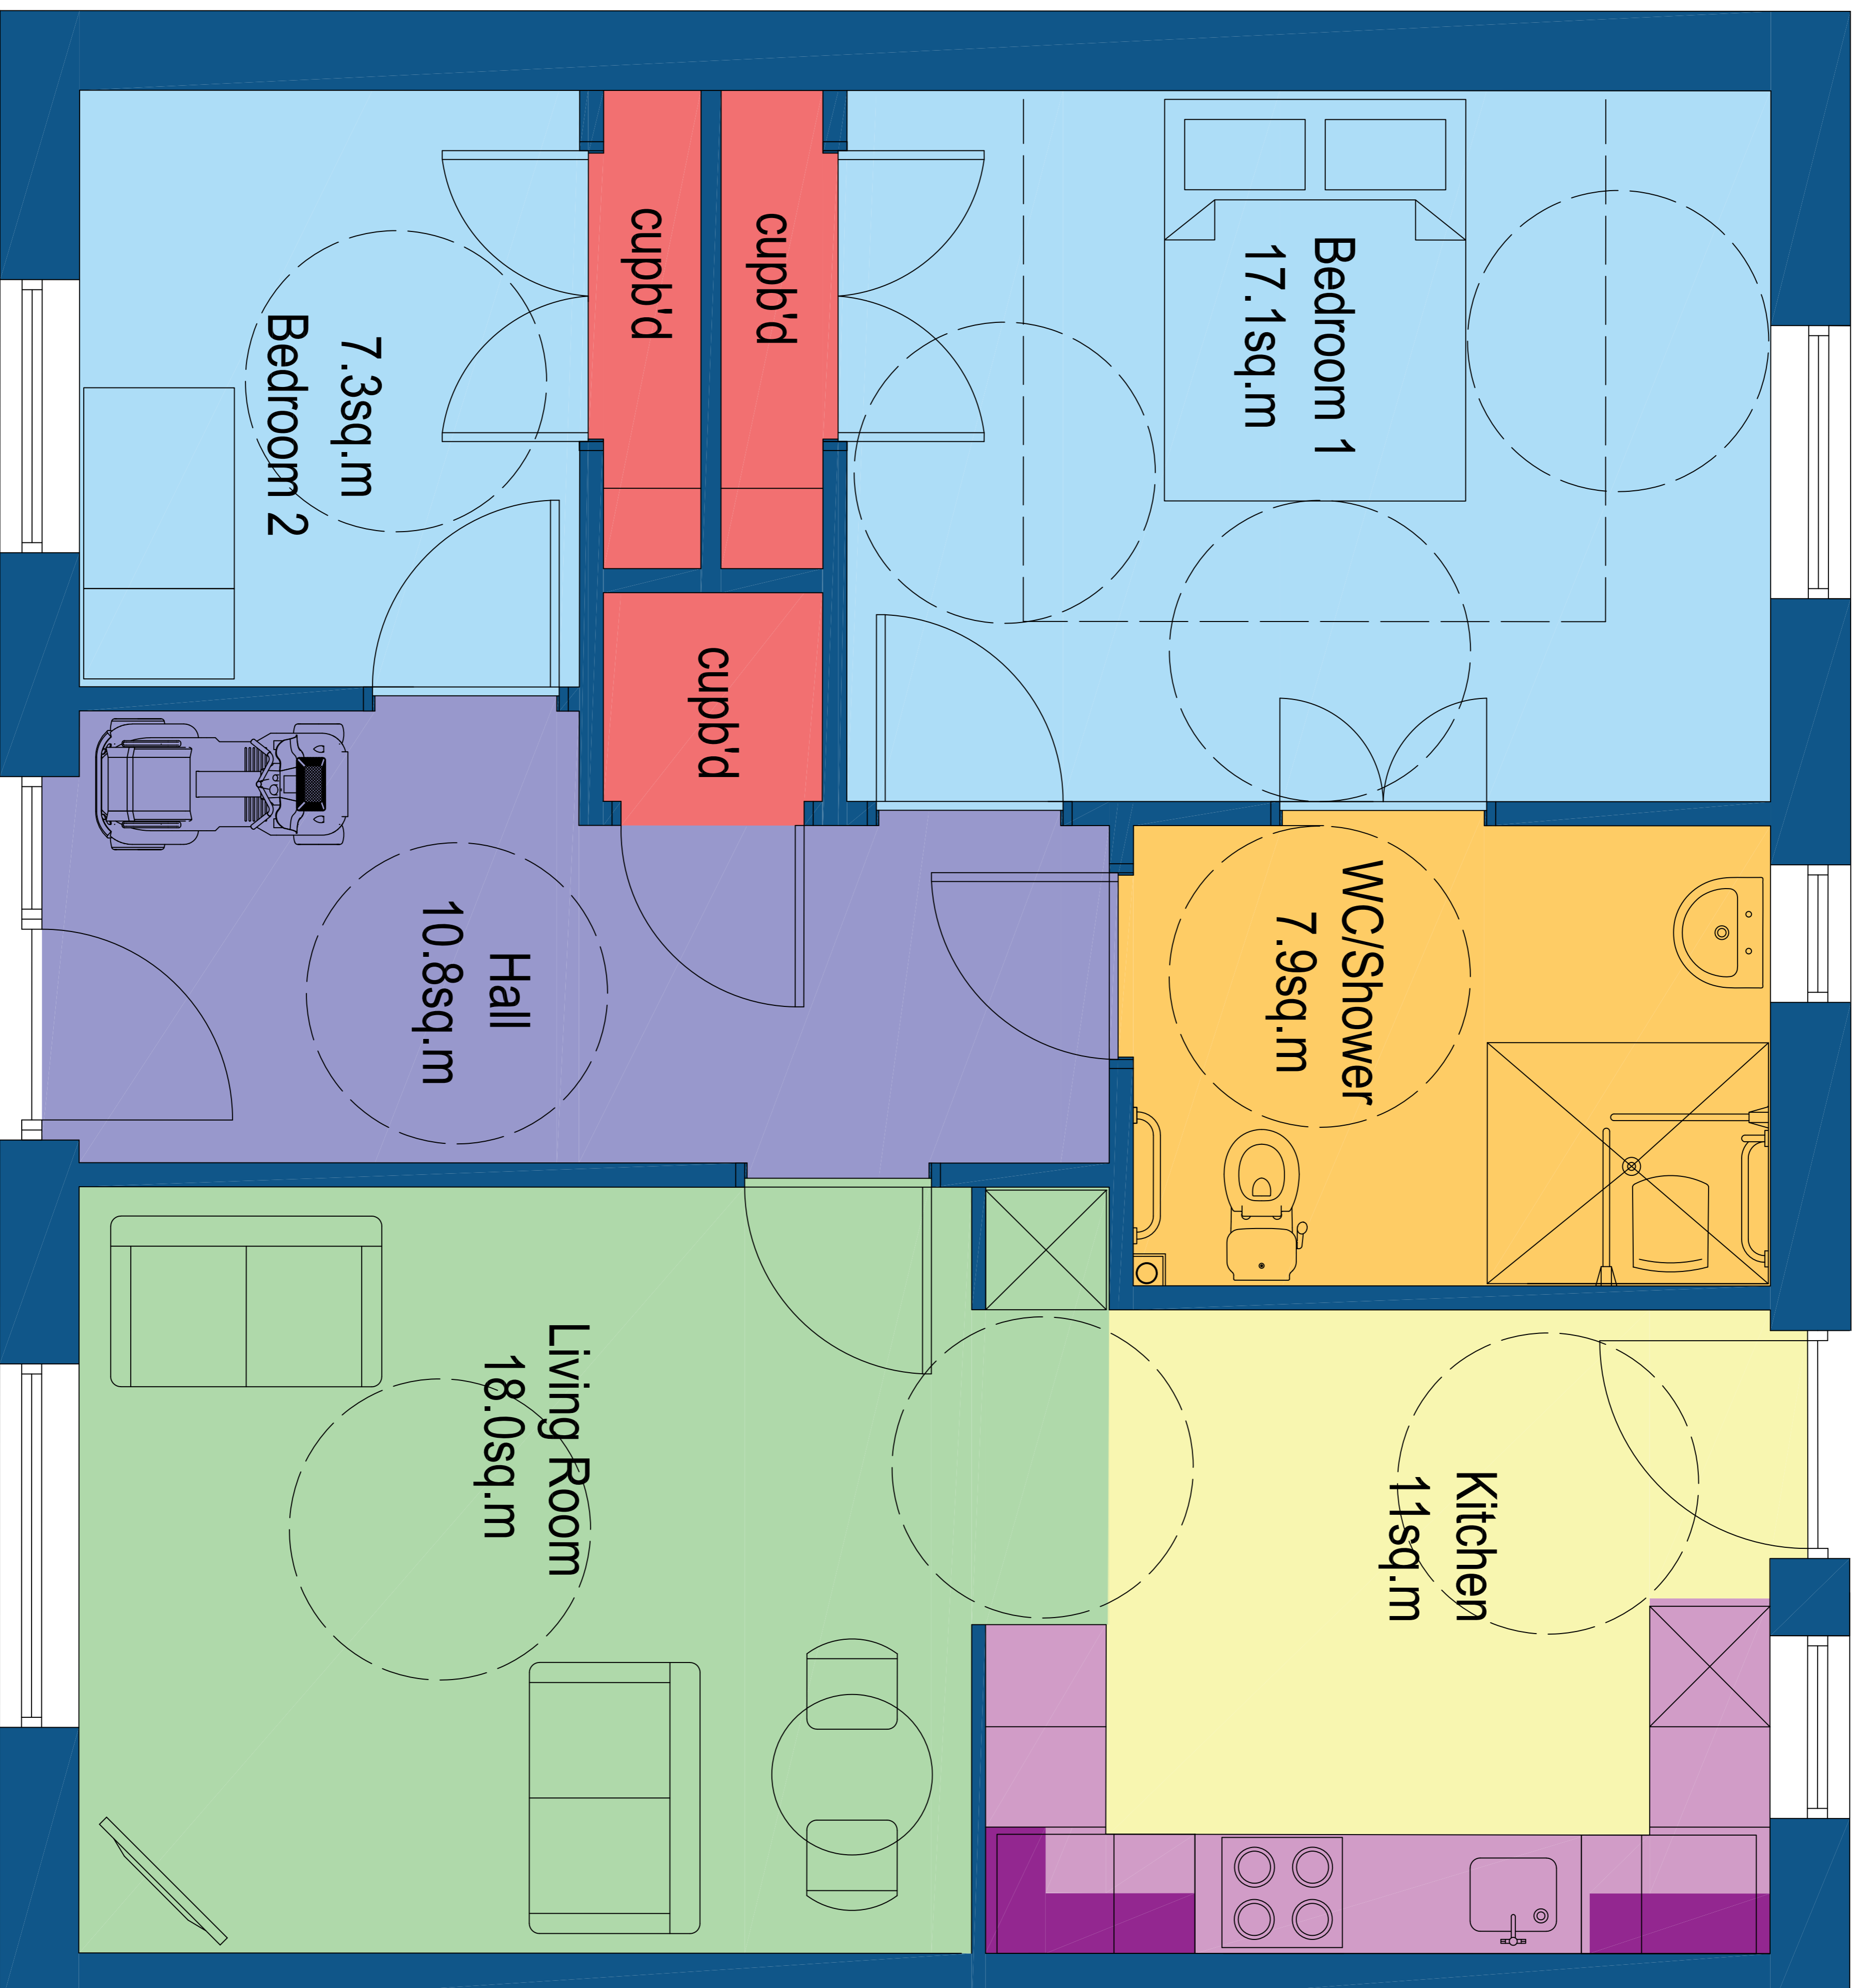 Bedroom 1
17.1sq.m
cupb'd
cupb'd
7.3sq.m
Bedroom 2
cupb'd
WC/Shower
7.9sq.m
Hall
10.8sq.m
Kitchen
11sq.m
Living Room
18.0sq.m